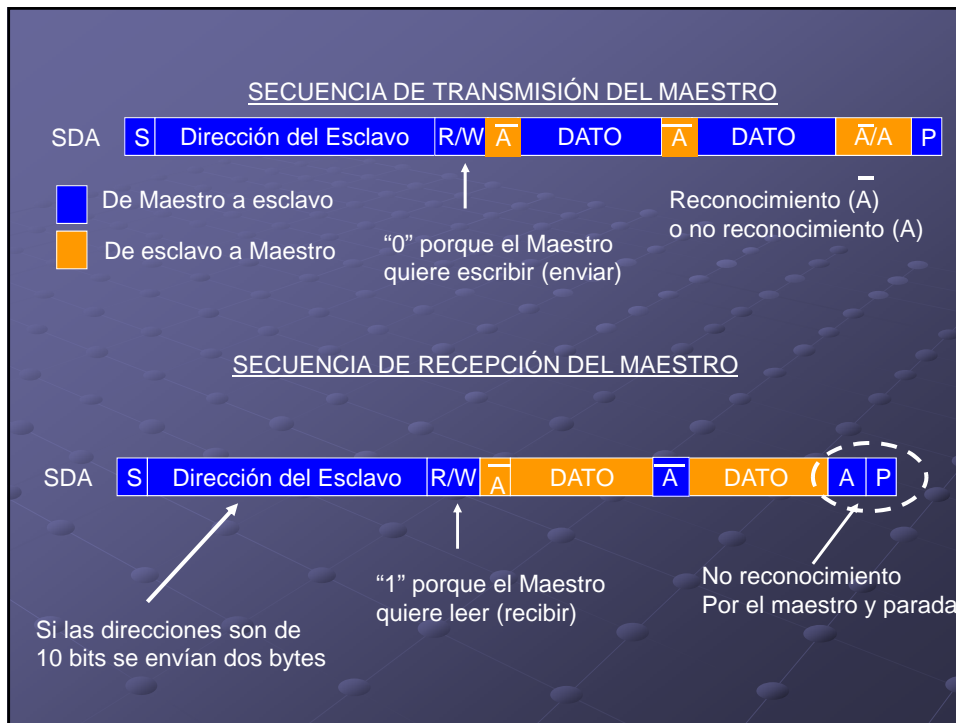 SECUENCIA DE TRANSMISIÓN DEL MAESTRO
SDA S Dirección del Esclavo R/W A̅ DATO A̅ DATO A̅/A P
De Maestro a esclavo
De esclavo a Maestro
“0” porque el Maestro
quiere escribir (enviar)
Reconocimiento (A̅)
o no reconocimiento (A)
SECUENCIA DE RECEPCIÓN DEL MAESTRO
SDA S Dirección del Esclavo R/W A̅ DATO A̅ DATO A P
Si las direcciones son de
10 bits se envían dos bytes
“1” porque el Maestro
quiere leer (recibir)
No reconocimiento
Por el maestro y parada